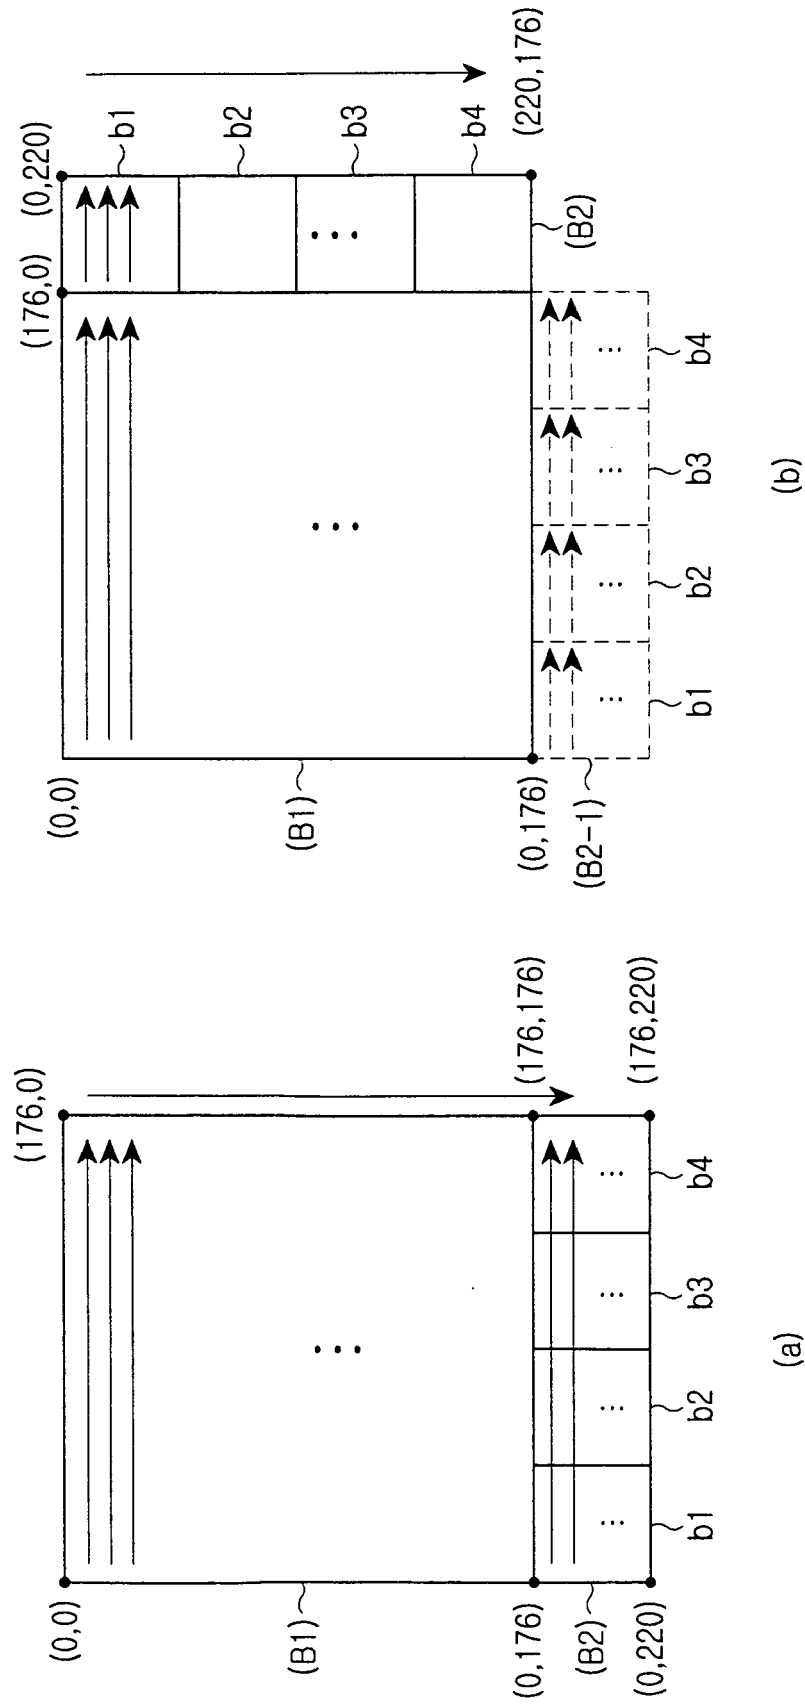 (0,0)
(176,0)
(B1)
(0,176)
(176,176)
(B2)
(0,220)
(176,220)
b1
b2
b3
b4
(a)
(0,0)
(176,0)
(0,220)
b1
b2
b3
b4
(B1)
(0,176)
(B2)
(220,176)
(B2-1)
b1
b2
b3
b4
(b)